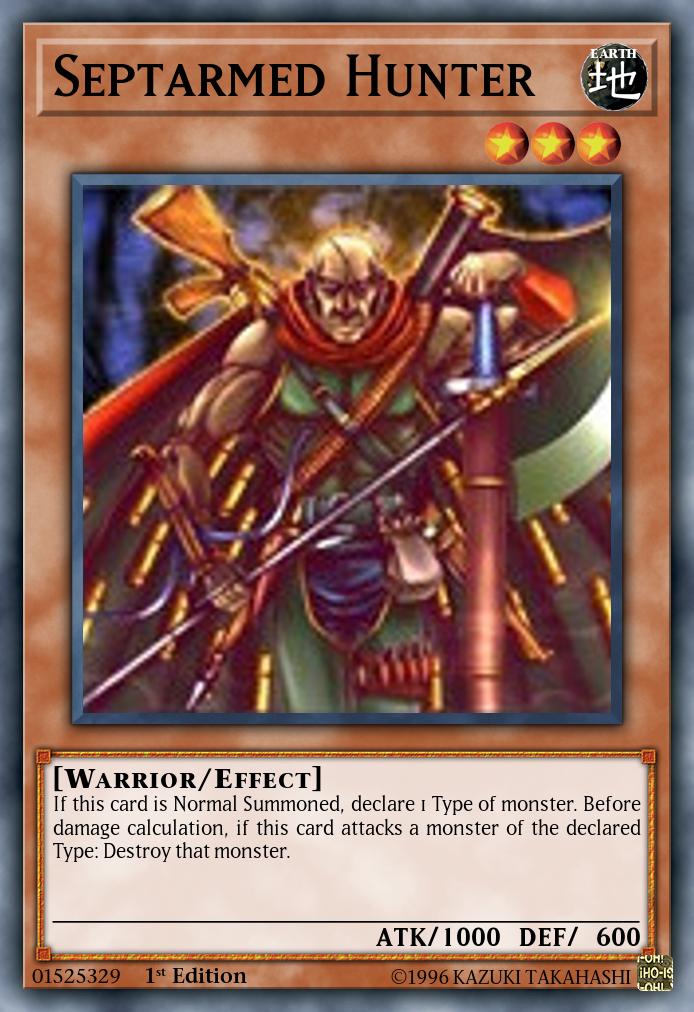 Septarmed Hunter
EARTH
地
[Warrior/Effect]
If this card is Normal Summoned, declare 1 Type of monster. Before
damage calculation, if this card attacks a monster of the declared
Type: Destroy that monster.
ATK/1000 DEF/ 600
01525329 1st Edition ©1996 KAZUKI TAKAHASHI